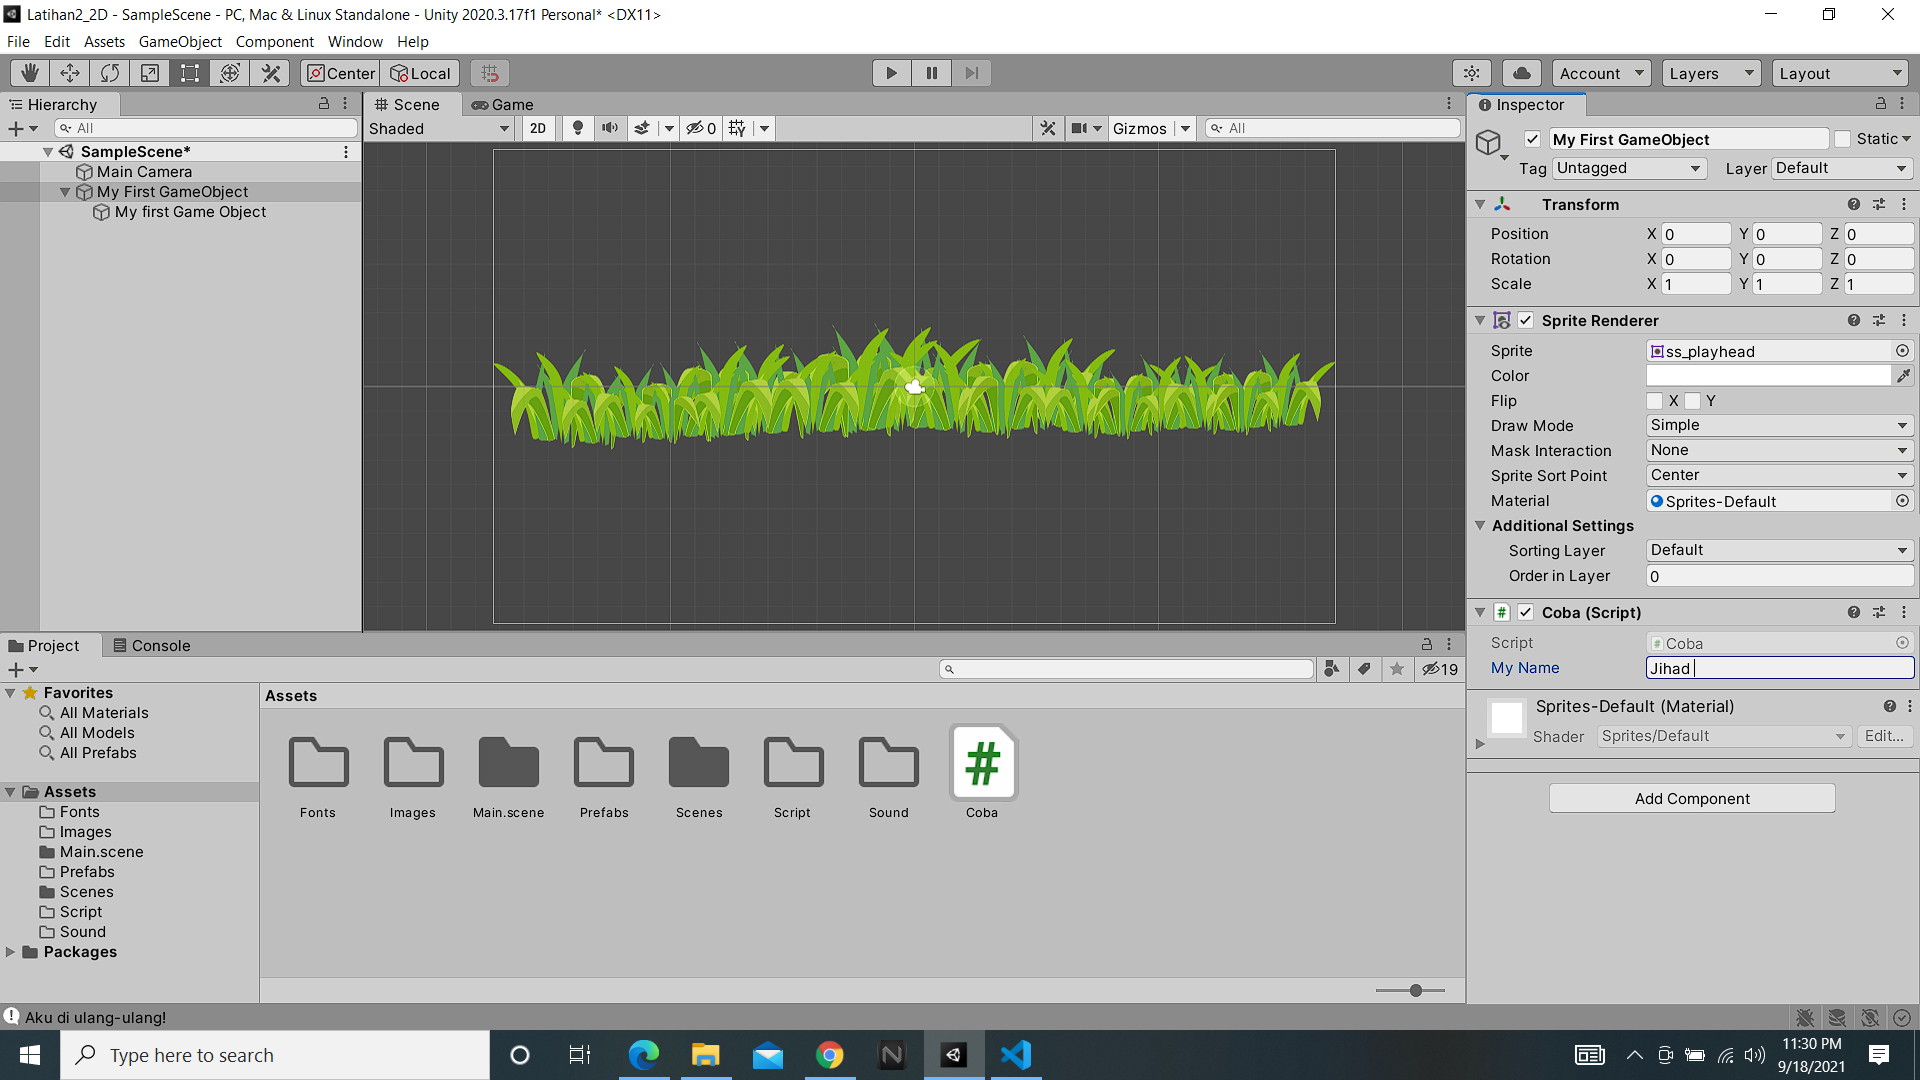 Latihan2_2D - SampleScene - PC, Mac & Linux Standalone - Unity 2020.3.17f1 Personal* <DX11>
File Edit Assets GameObject Component Window Help
Center Local Account Layers Layout
Hierarchy
All
SampleScene*
Main Camera
My First GameObject
My first Game Object
Scene Game
Shaded 2D 0 Gizmos All
Inspector
My First GameObject Static
Tag Untagged Layer Default
Transform
Position X 0 Y 0 Z 0
Rotation X 0 Y 0 Z 0
Scale X 1 Y 1 Z 1
Sprite Renderer
Sprite ss_playhead
Color
Flip X Y
Draw Mode Simple
Mask Interaction None
Sprite Sort Point Center
Material Sprites-Default
Additional Settings
Sorting Layer Default
Order in Layer 0
# Coba (Script)
Script # Coba
My Name Jihad
Sprites-Default (Material)
Shader Sprites/Default Edit...
Add Component
Project Console
19
Favorites
All Materials
All Models
All Prefabs
Assets
Fonts
Images
Main.scene
Prefabs
Scenes
Script
Sound
Packages
Assets
#
Fonts Images Main.scene Prefabs Scenes Script Sound Coba
Aku di ulang-ulang!
Type here to search
11:30 PM
9/18/2021